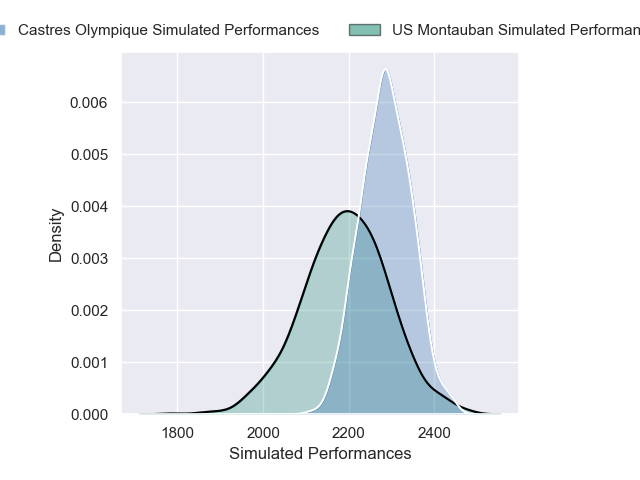 Castres Olympique Simulated Performances
US Montauban Simulated Performan
0.006
0.005
0.004
0.003
0.002
0.001
0.000
Density
1800 2000 2200 2400
Simulated Performances